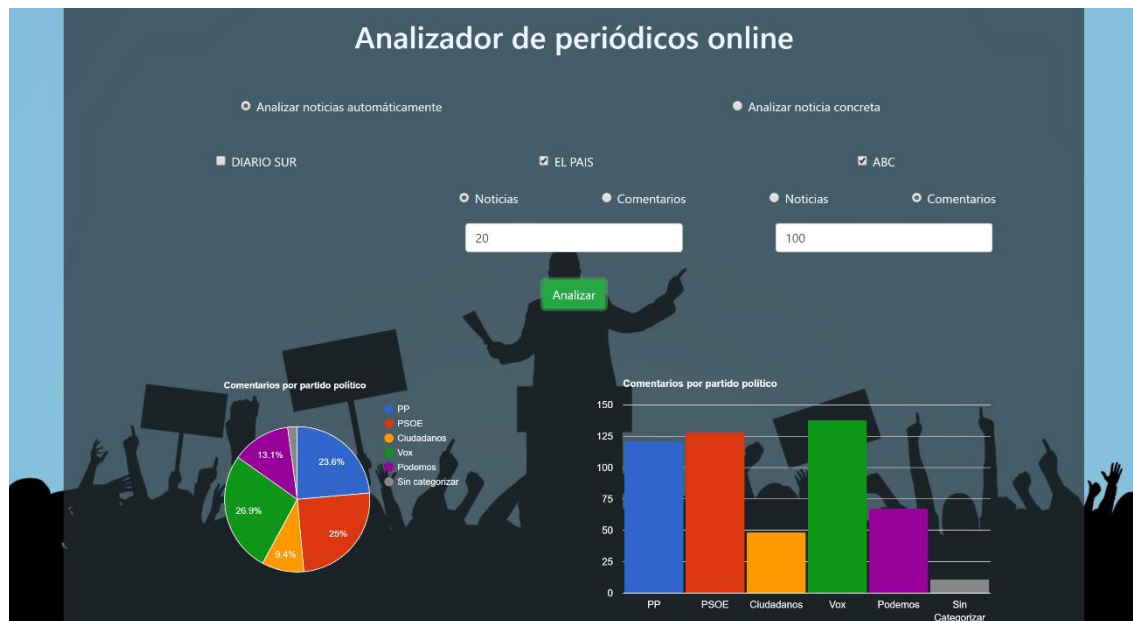 Analizador de periódicos online
Analizar noticias automáticamente
Analizar noticia concreta
DIARIO SUR
EL PAIS
ABC
Noticias
Comentarios
Noticias
Comentarios
20
100
Analizar
Comentarios por partido político
PP
PSOE
Ciudadanos
Vox
Podemos
Sin categorizar
23.6%
25%
9.4%
26.9%
13.1%
Comentarios por partido político
150
125
100
75
50
25
0
PP
PSOE
Ciudadanos
Vox
Podemos
Sin
Categorizar